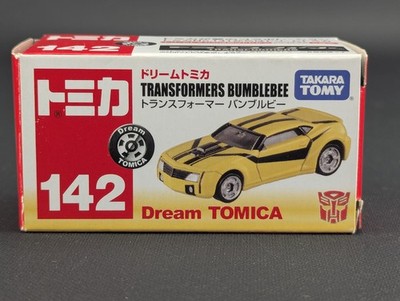 142
トミカ
Dream
TOMICA
142
ドリームトミカ
TRANSFORMERS BUMBLEBEE
トランスフォーマー バンブルビー
TAKARA
TOMY
Dream TOMICA